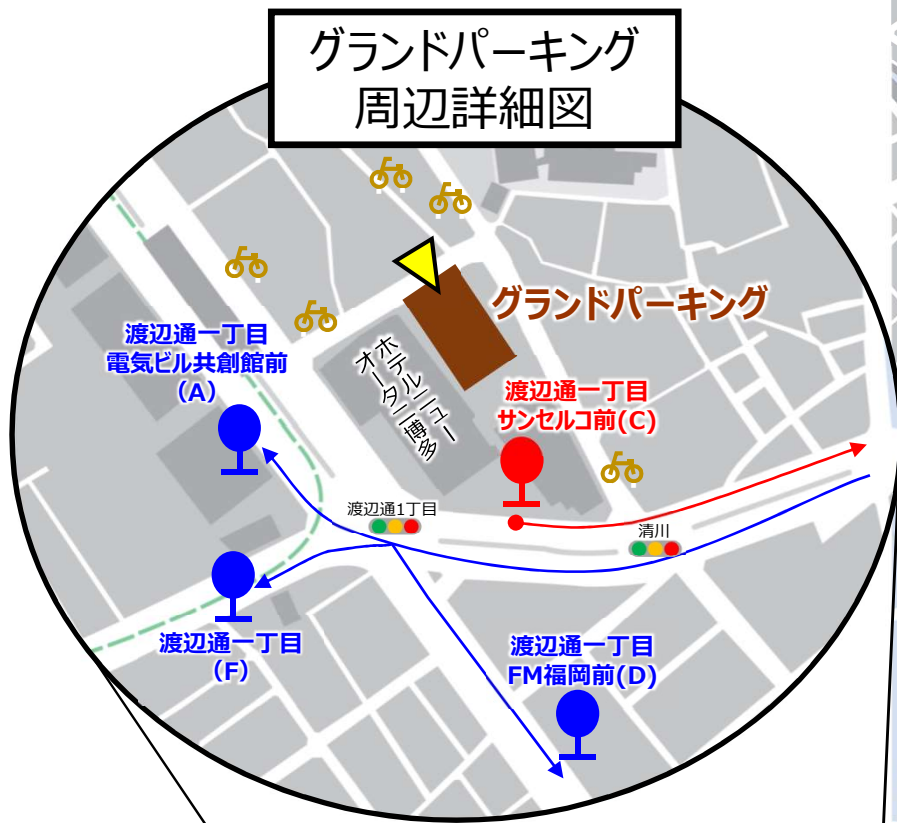 グランドパーキング
周辺詳細図
グランドパーキング
渡辺通一丁目
電気ビル共創館前
（A）
ホテルニュー
オータニ博多
渡辺通一丁目
サンセルコ前(C)
渡辺通1丁目
清川
渡辺通一丁目
（F）
渡辺通一丁目
FM福岡前(D)